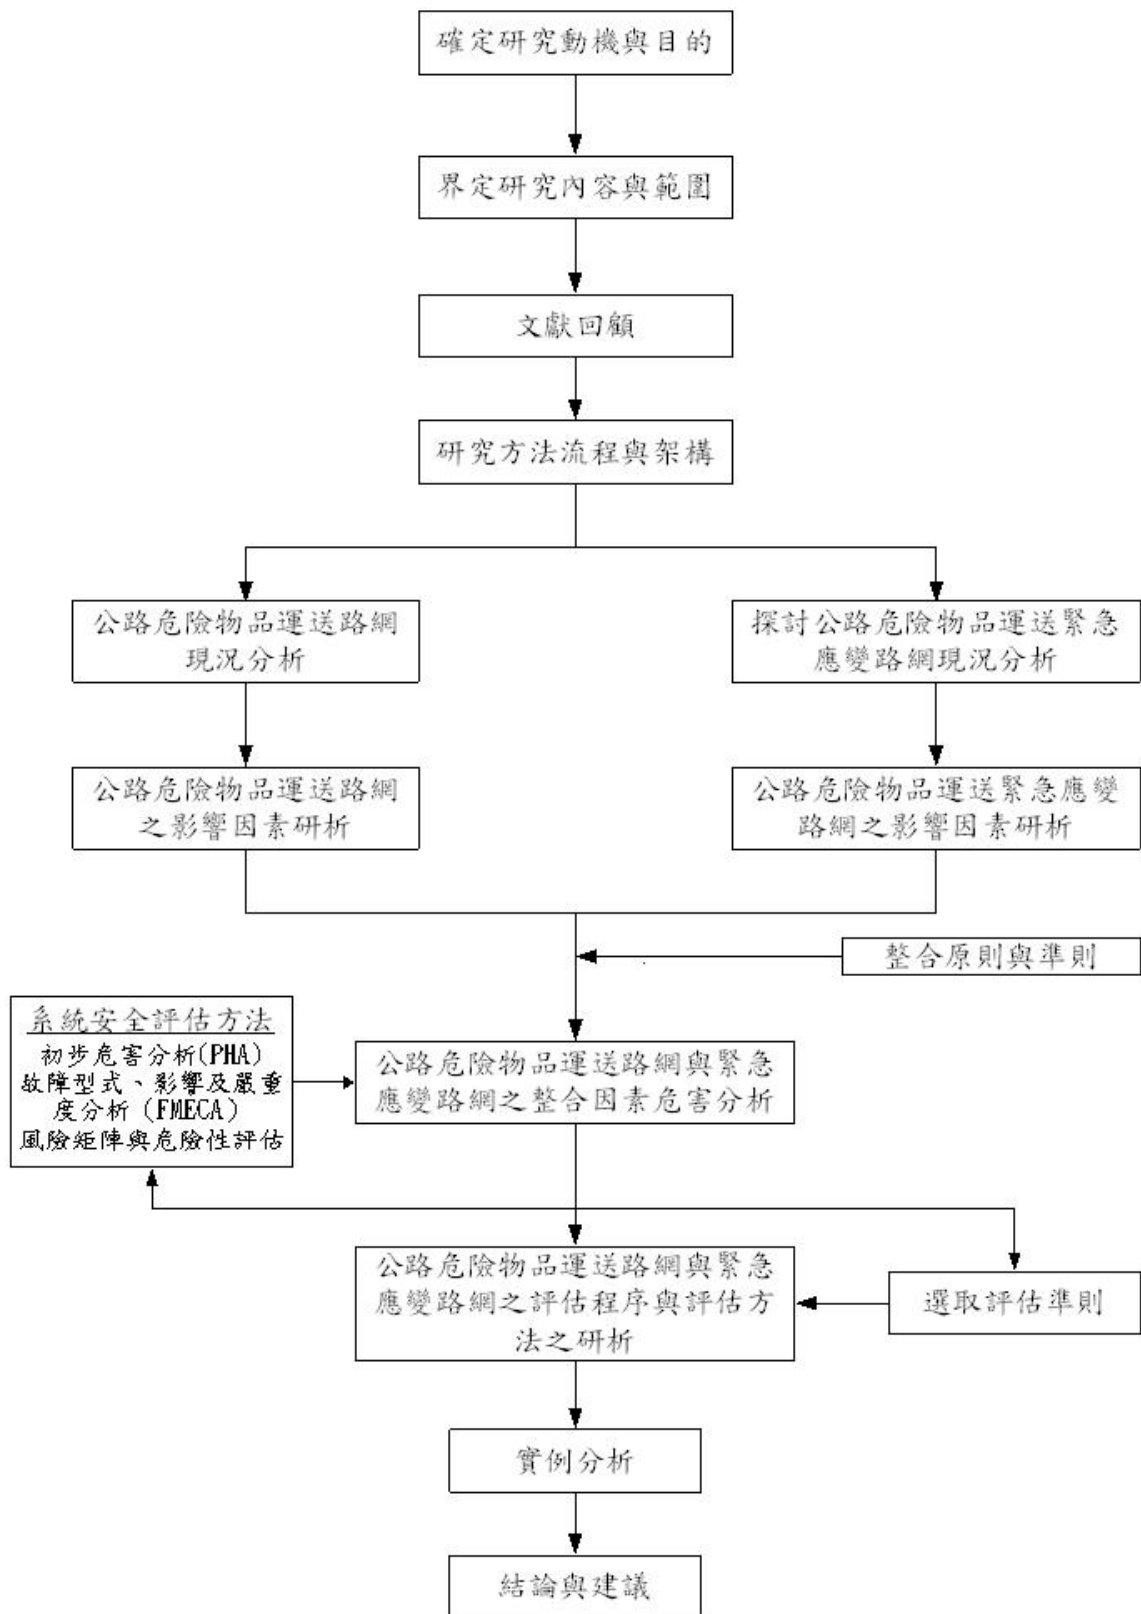 確定研究動機與目的
界定研究內容與範圍
文獻回顧
研究方法流程與架構
公路危險物品運送路網
現況分析
探討公路危險物品運送緊急
應變路網現況分析
公路危險物品運送路網
之影響因素研析
公路危險物品運送緊急應變
路網之影響因素研析
整合原則與準則
系統安全評估方法
初步危害分析(PHA)
故障型式、影響及嚴重
度分析 (FMECA)
風險矩陣與危險性評估
公路危險物品運送路網與緊急
應變路網之整合因素危害分析
公路危險物品運送路網與緊急
應變路網之評估程序與評估方
法之研析
選取評估準則
實例分析
結論與建議